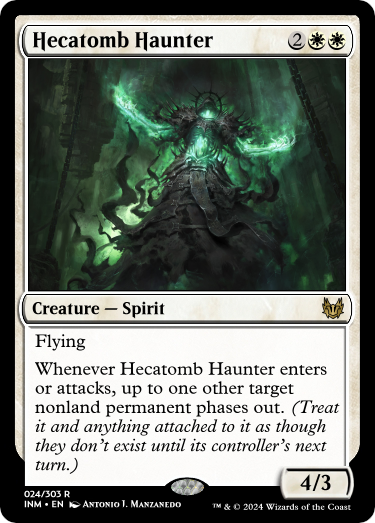 Hecatomb Haunter 2
Creature — Spirit
Flying
Whenever Hecatomb Haunter enters
or attacks, up to one other target
nonland permanent phases out. (Treat
it and anything attached to it as though
they don't exist until its controller's next
turn.)
4/3
024/303 R
INM • EN Antonio J. Manzanedo
™ & © 2024 Wizards of the Coast